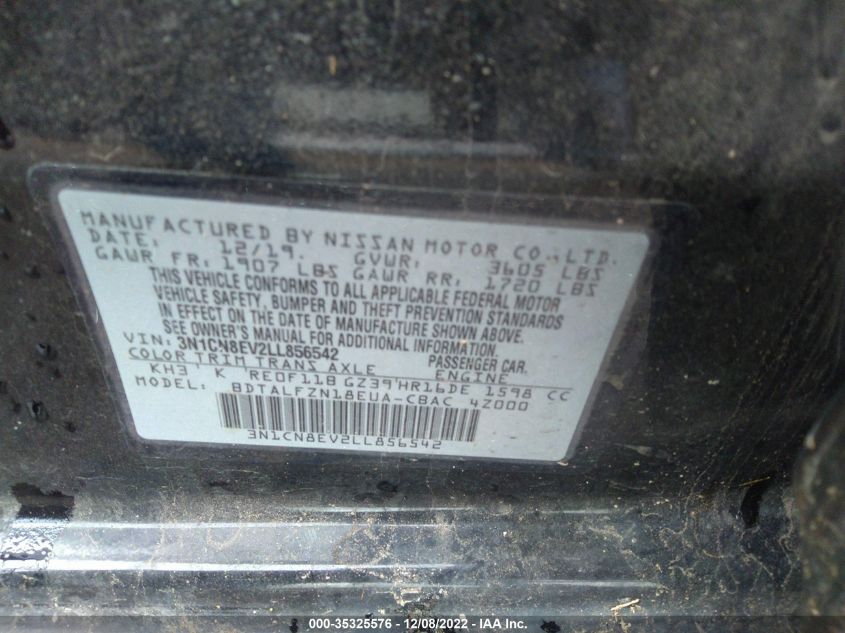 MANUFACTURED BY NISSAN MOTOR CO.,LTD.
DATE: 12/19. GVWR: 3605 LBS
GAWR FR: 1907 LBS GAWR RR: 1720 LBS
THIS VEHICLE CONFORMS TO ALL APPLICABLE FEDERAL MOTOR
VEHICLE SAFETY, BUMPER AND THEFT PREVENTION STANDARDS
IN EFFECT ON THE DATE OF MANUFACTURE SHOWN ABOVE.
SEE OWNER'S MANUAL FOR ADDITIONAL INFORMATION
VIN: 3N1CN8EV2LL856542 PASSENGER CAR.
COLOR TRIM TRANS AXLE ENGINE
KH3 K RE0F11B GZ39 HR16DE 1598 CC
MODEL: BDTALFZN18EUA-CBAC 4Z000
3N1CN8EV2LL856542
000-35325576 - 12/08/2022 - IAA Inc.